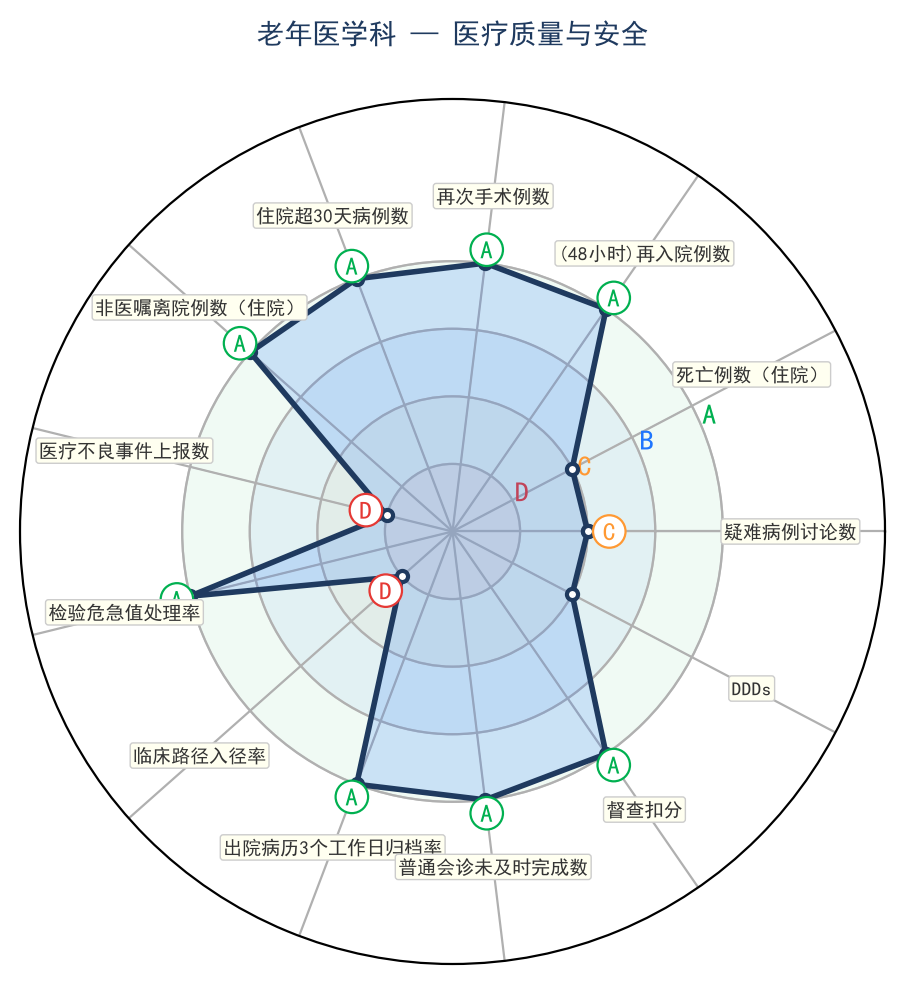 老年医学科 — 医疗质量与安全
再次手术例数
住院超30天病例数
A
A
(48小时)再入院例数
A
非医嘱离院例数（住院）
A
死亡例数（住院）
A
B
C
D
医疗不良事件上报数
D
C
疑难病例讨论数
A
检验危急值处理率
D
DDDs
临床路径入径率
A
A
A
督查扣分
出院病历3个工作日归档率
普通会诊未及时完成数